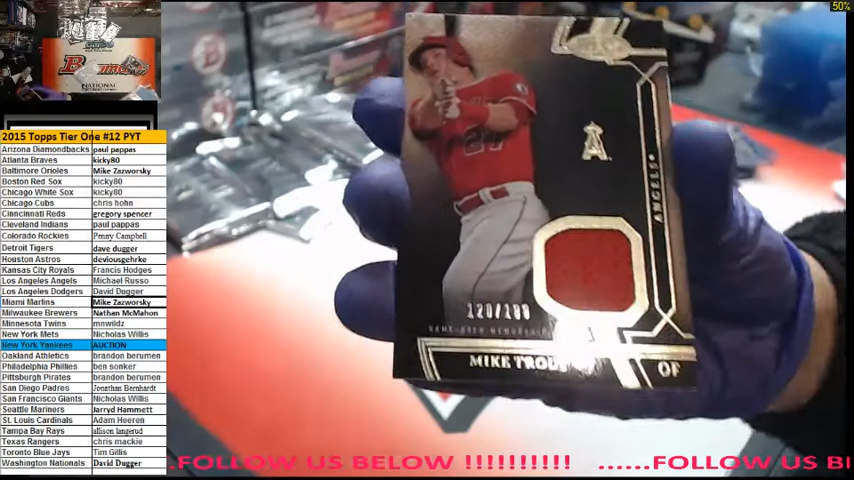 50%
NATIONAL
2015 Topps Tier One #12 PYT
Arizona Diamondbacks paul pappas
Atlanta Braves kicky80
Baltimore Orioles Mike Zazworsky
Boston Red Sox kicky80
Chicago White Sox kicky80
Chicago Cubs chris hohn
Cinncinati Reds gregory spencer
Cleveland Indians paul pappas
Colorado Rockies Penny Campbell
Detroit Tigers dave dugger
Houston Astros deviousgehrke
Kansas City Royals Francis Hodges
Los Angeles Angels Michael Russo
Los Angeles Dodgers David Dugger
Miami Marlins Mike Zazworsky
Milwaukee Brewers Nathan McMahon
Minnesota Twins mnwildz
New York Mets Nicholas Willis
New York Yankees AUCTION
Oakland Athletics brandon berumen
Philadelphia Phillies ben sonker
Pittsburgh Pirates brandon berumen
San Diego Padres Jonathan Bernhardt
San Francisco Giants Nicholas Willis
Seattle Mariners Jarryd Hammett
St. Louis Cardinals Adam Heeren
Tampa Bay Rays allison langerud
Texas Rangers chris mackie
Toronto Blue Jays Tim Gillis
Washington Nationals David Dugger
27
A
ANGELS
GAME-USED MEMORABILIA
MIKE TROUT
OF
.FOLLOW US BELOW !!!!!!!!!! ......FOLLOW US B